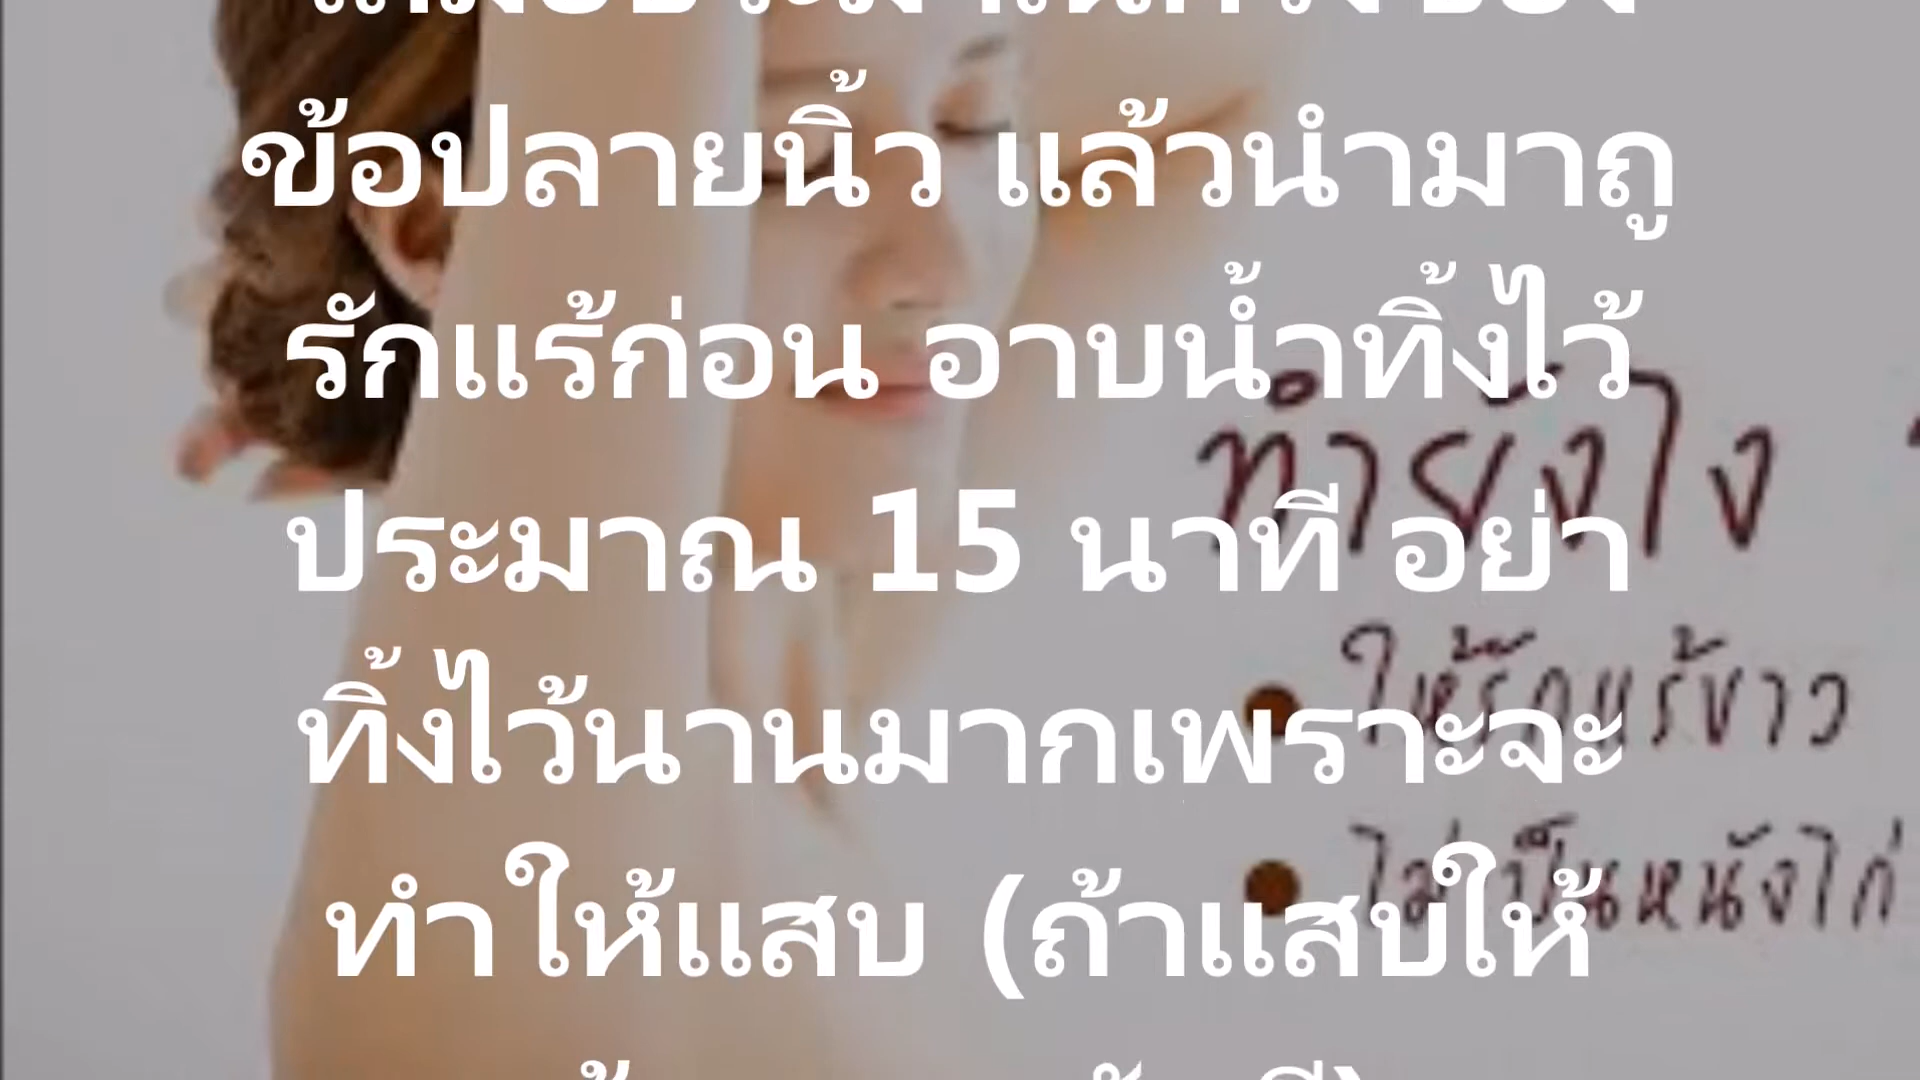 ข้อปลายนิ้ว แล้วนำมาถู
รักแร้ก่อน อาบน้ำทิ้งไว้
ประมาณ 15 นาที อย่า
ทิ้งไว้นานมากเพราะจะ
ทำให้แสบ (ถ้าแสบให้
ทำยังไง
ให้รักแร้ขาว
ไม่เป็นหนังไก่